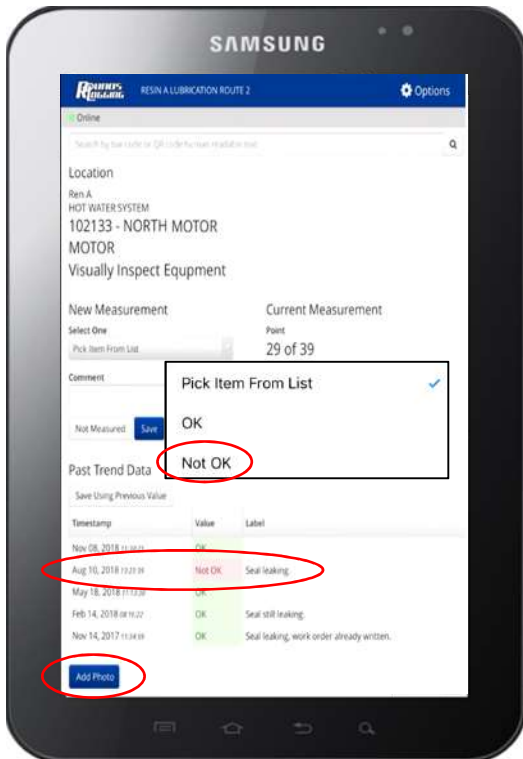 SAMSUNG
ROUNDS LOGGING RESIN A LUBRICATION ROUTE 2 Options
Online
Location
Ren A
HOT WATER SYSTEM
102133 - NORTH MOTOR
MOTOR
Visually Inspect Equpment
New Measurement Current Measurement
Select One Point
Pick Item From List 29 of 39
Comment
Pick Item From List
OK
Not OK
Not Measured Save
Past Trend Data
Save Using Previous Value
Timestamp Value Label
Nov 08, 2018 OK
Aug 10, 2018 Not OK Seal leaking.
May 18, 2018 OK
Feb 14, 2018 OK Seal still leaking.
Nov 14, 2017 OK Seal leaking, work order already written.
Add Photo